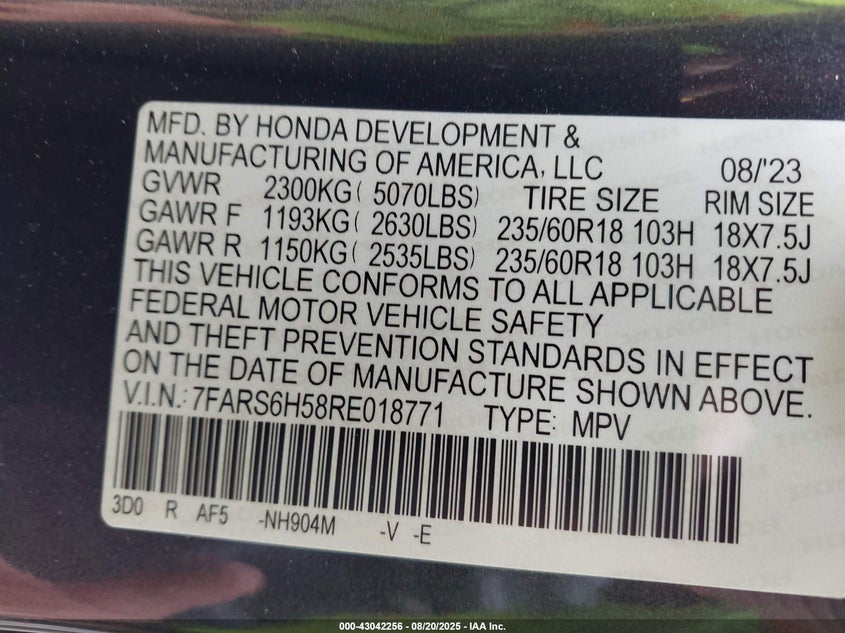 MFD. BY HONDA DEVELOPMENT &
MANUFACTURING OF AMERICA, LLC 08/'23
GVWR 2300KG( 5070LBS) TIRE SIZE RIM SIZE
GAWR F 1193KG( 2630LBS) 235/60R18 103H 18X7.5J
GAWR R 1150KG( 2535LBS) 235/60R18 103H 18X7.5J
THIS VEHICLE CONFORMS TO ALL APPLICABLE
FEDERAL MOTOR VEHICLE SAFETY
AND THEFT PREVENTION STANDARDS IN EFFECT
ON THE DATE OF MANUFACTURE SHOWN ABOVE.
V.I.N.: 7FARS6H58RE018771 TYPE: MPV
3D0 R AF5 -NH904M -V -E
000-43042256 | 08/20/2025 - IAA Inc.